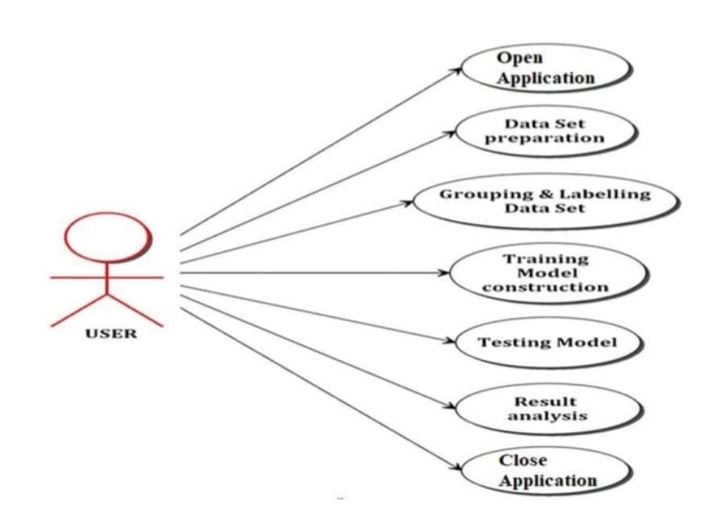 Open
Application
Data Set
preparation
Grouping & Labelling
Data Set
Training
Model
construction
USER
Testing Model
Result
analysis
Close
Application